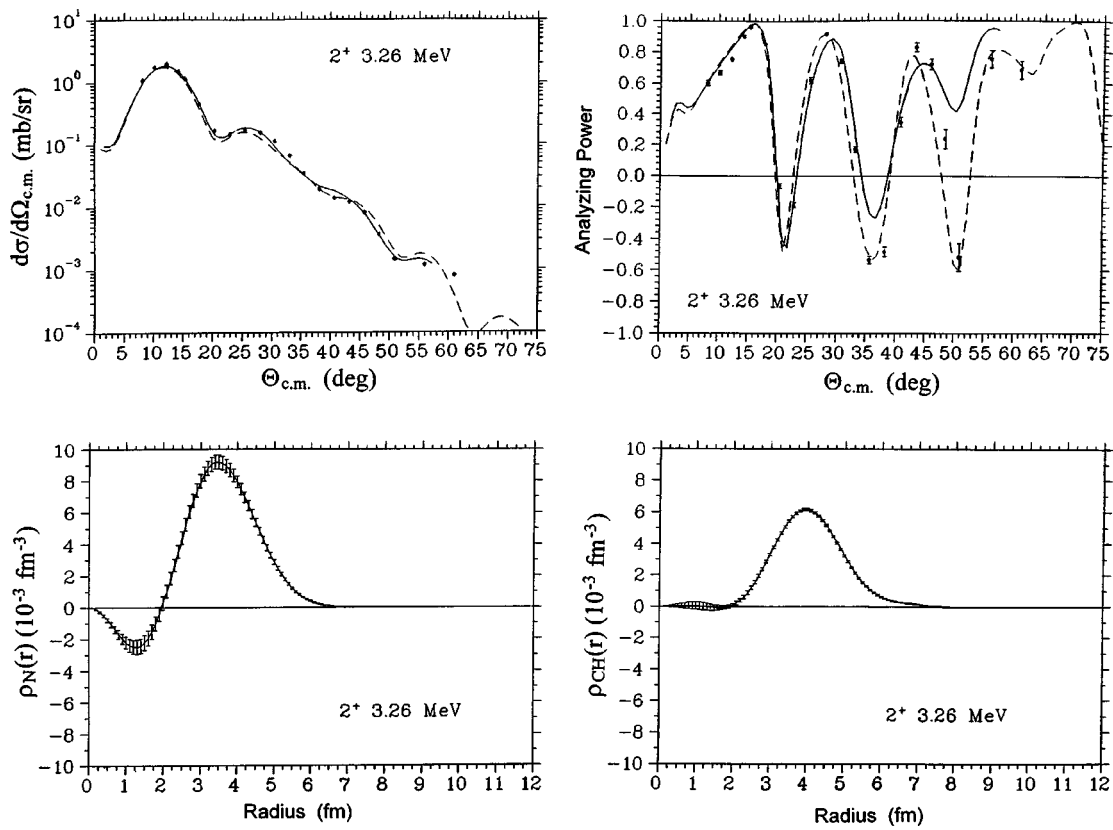 2⁺ 3.26 MeV
dσ/dΩc.m. (mb/sr)
10¹
10⁰
10⁻¹
10⁻²
10⁻³
10⁻⁴
0 5 10 15 20 25 30 35 40 45 50 55 60 65 70 75
Θc.m. (deg)
Analyzing Power
1.0
0.8
0.6
0.4
0.2
0.0
−0.2
−0.4
−0.6
−0.8
−1.0
2⁺ 3.26 MeV
0 5 10 15 20 25 30 35 40 45 50 55 60 65 70 75
Θc.m. (deg)
ρN(r) (10⁻³ fm⁻³)
10
8
6
4
2
0
−2
−4
−6
−8
−10
2⁺ 3.26 MeV
0 1 2 3 4 5 6 7 8 9 10 11 12
Radius (fm)
ρCH(r) (10⁻³ fm⁻³)
10
8
6
4
2
0
−2
−4
−6
−8
−10
2⁺ 3.26 MeV
0 1 2 3 4 5 6 7 8 9 10 11 12
Radius (fm)